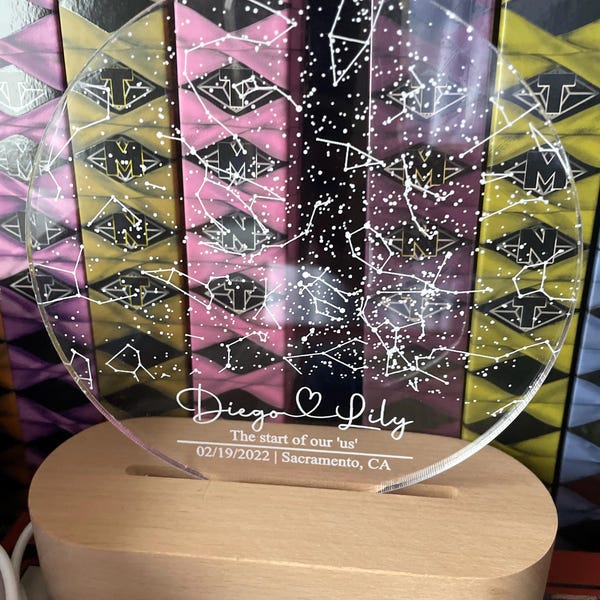 T T T
M M M M
N N N N
T T T
Diego ♡ Lily
The start of our 'us'
02/19/2022 | Sacramento, CA